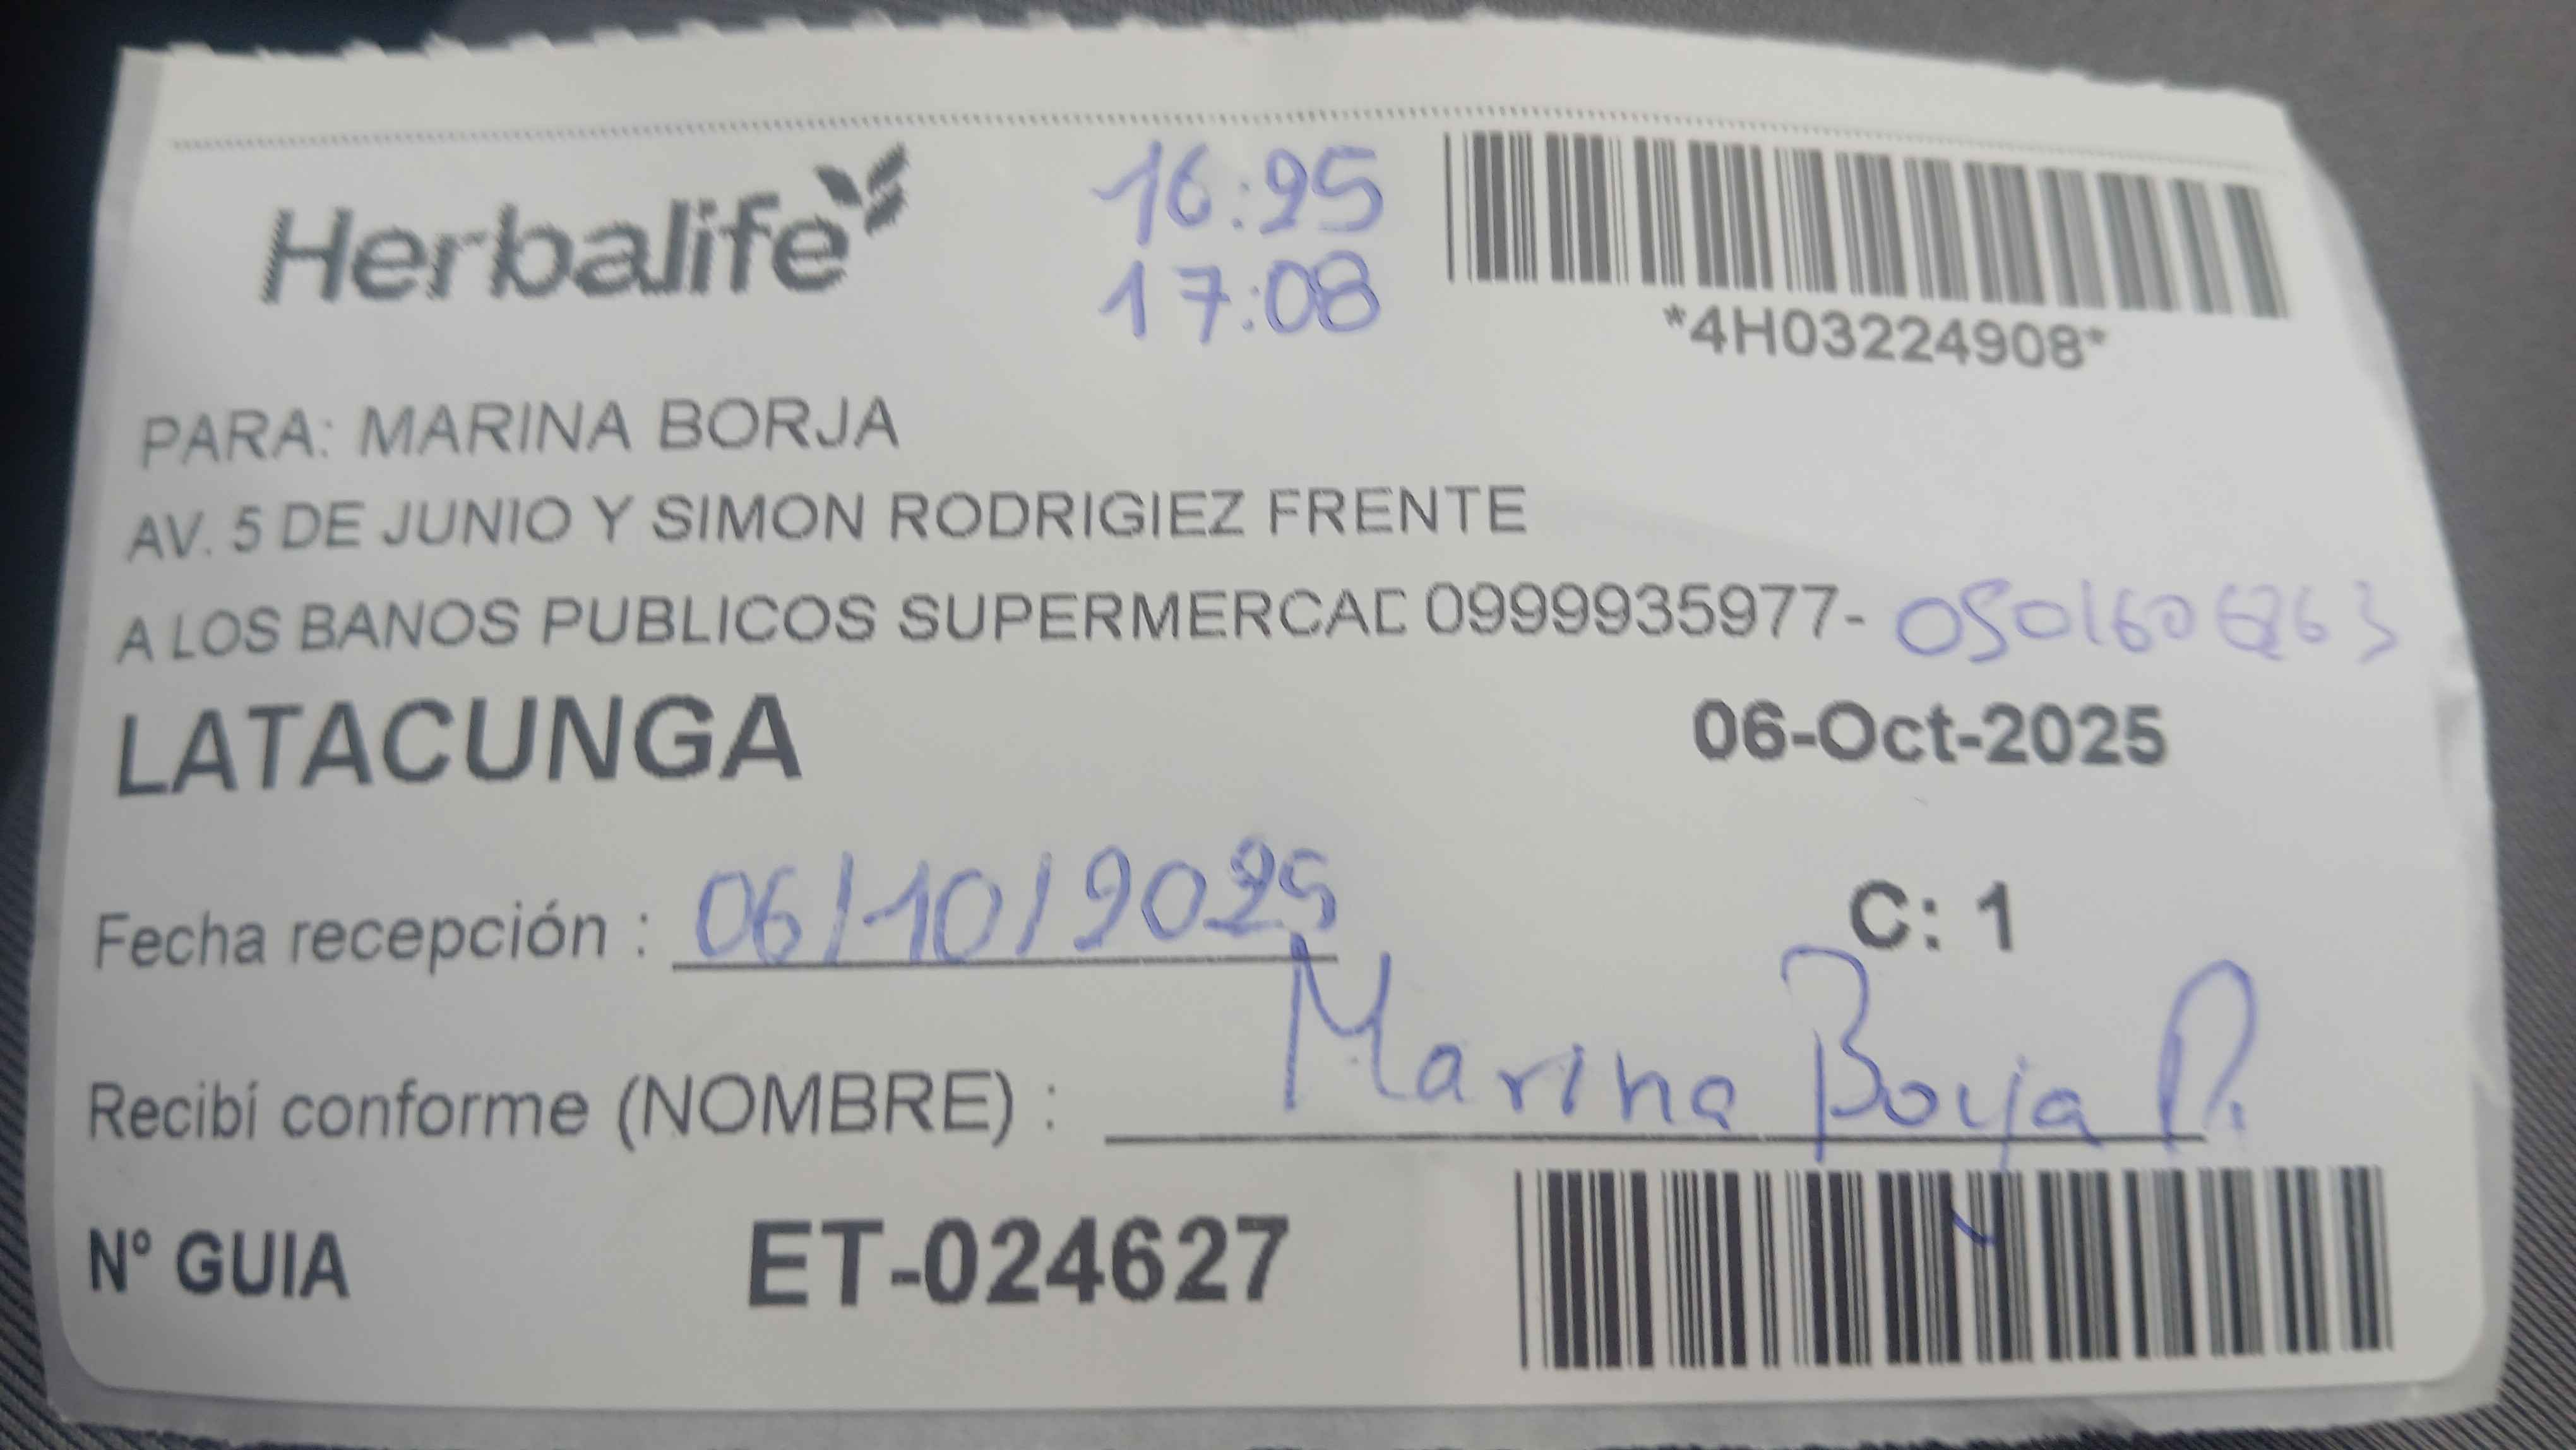 Herbalife
16:25
17:08
*4H03224908*
PARA: MARINA BORJA
AV. 5 DE JUNIO Y SIMON RODRIGIEZ FRENTE
A LOS BANOS PUBLICOS SUPERMERCAD 0999935977-
LATACUNGA
06-Oct-2025
Fecha recepción : 06/10/2025
C: 1
Recibí conforme (NOMBRE) : Marina Borja P.
N° GUIA ET-024627